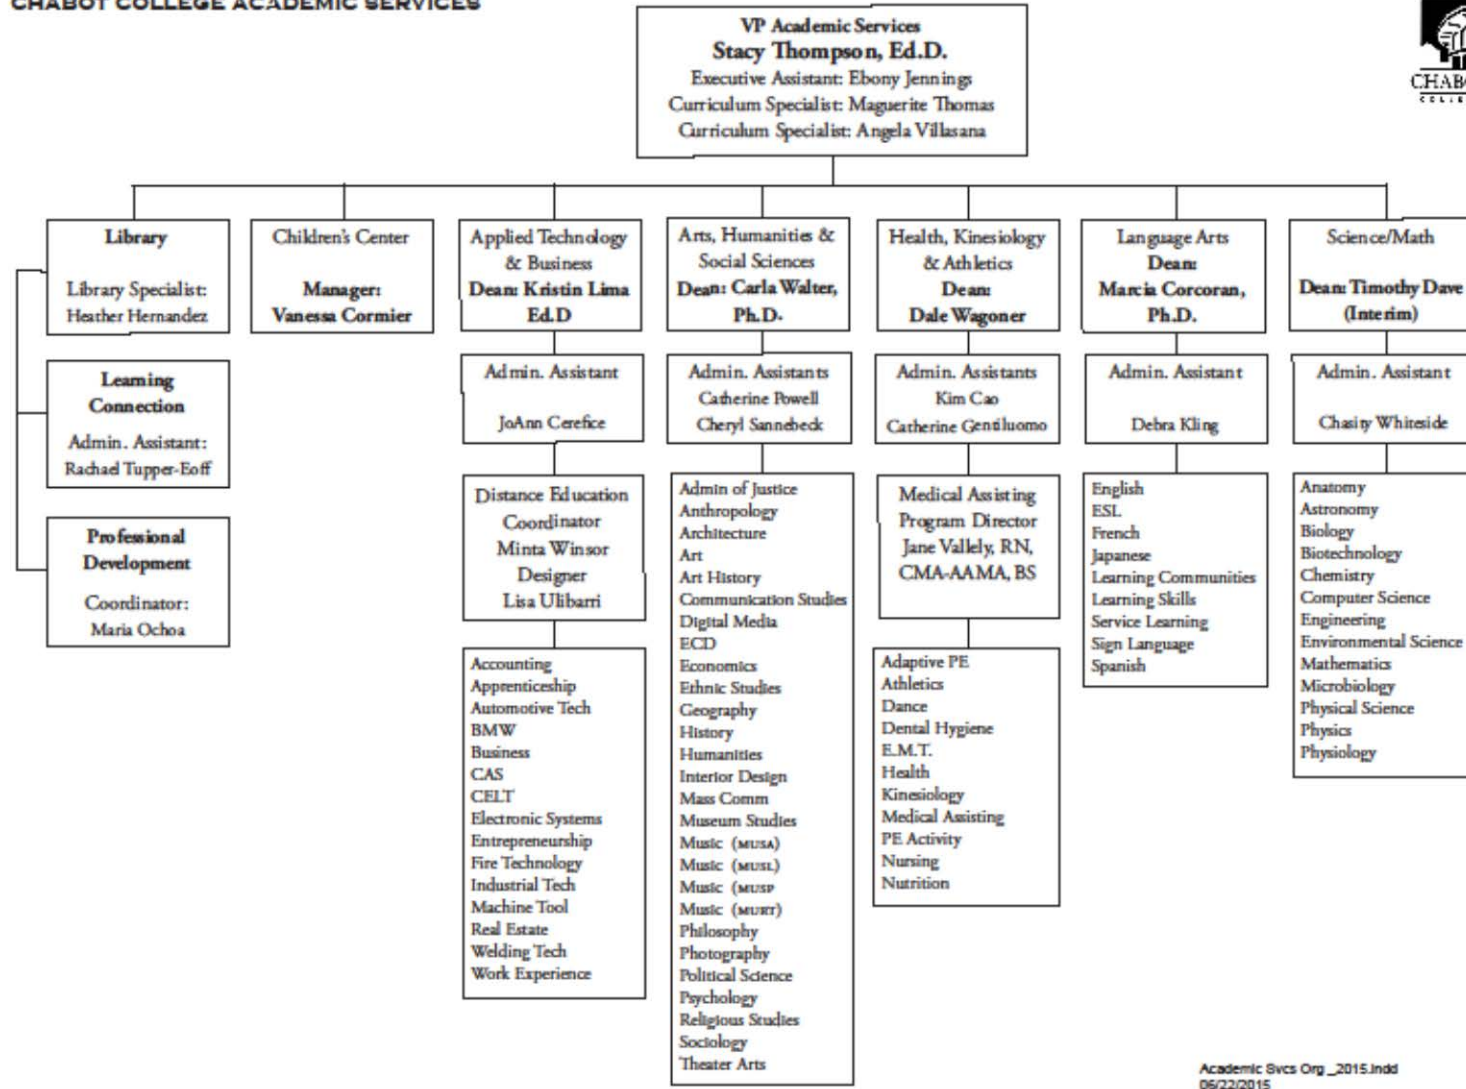 CHABOT COLLEGE ACADEMIC SERVICES
VP Academic Services
Stacy Thompson, Ed.D.
Executive Assistant: Ebony Jennings
Curriculum Specialist: Maguerite Thomas
Curriculum Specialist: Angela Villasana
Library
Library Specialist:
Heather Hernandez
Learning
Connection
Admin. Assistant:
Rachael Tupper-Eoff
Professional
Development
Coordinator:
Maria Ochoa
Children's Center
Manager:
Vanessa Cormier
Applied Technology
& Business
Dean: Kristin Lima
Ed.D
Admin. Assistant
JoAnn Cerefice
Distance Education
Coordinator
Minta Winsor
Designer
Lisa Ulibarri
Accounting
Apprenticeship
Automotive Tech
BMW
Business
CAS
CELT
Electronic Systems
Entrepreneurship
Fire Technology
Industrial Tech
Machine Tool
Real Estate
Welding Tech
Work Experience
Arts, Humanities &
Social Sciences
Dean: Carla Walter,
Ph.D.
Admin. Assistants
Catherine Powell
Cheryl Sannebeck
Admin of Justice
Anthropology
Architecture
Art
Art History
Communication Studies
Digital Media
ECD
Economics
Ethnic Studies
Geography
History
Humanities
Interior Design
Mass Comm
Museum Studies
Music (MUSA)
Music (MUSL)
Music (MUSP
Music (MURT)
Philosophy
Photography
Political Science
Psychology
Religious Studies
Sociology
Theater Arts
Health, Kinesiology
& Athletics
Dean:
Dale Wagoner
Admin. Assistants
Kim Cao
Catherine Gentiluomo
Medical Assisting
Program Director
Jane Vallely, RN,
CMA-AAMA, BS
Adaptive PE
Athletics
Dance
Dental Hygiene
E.M.T.
Health
Kinesiology
Medical Assisting
PE Activity
Nursing
Nutrition
Language Arts
Dean:
Marcia Corcoran,
Ph.D.
Admin. Assistant
Debra Kling
English
ESL
French
Japanese
Learning Communities
Learning Skills
Service Learning
Sign Language
Spanish
Science/Math
Dean: Timothy Dave
(Interim)
Admin. Assistant
Chasity Whiteside
Anatomy
Astronomy
Biology
Biotechnology
Chemistry
Computer Science
Engineering
Environmental Science
Mathematics
Microbiology
Physical Science
Physics
Physiology
Academic Svcs Org _2015.indd
06/22/2015